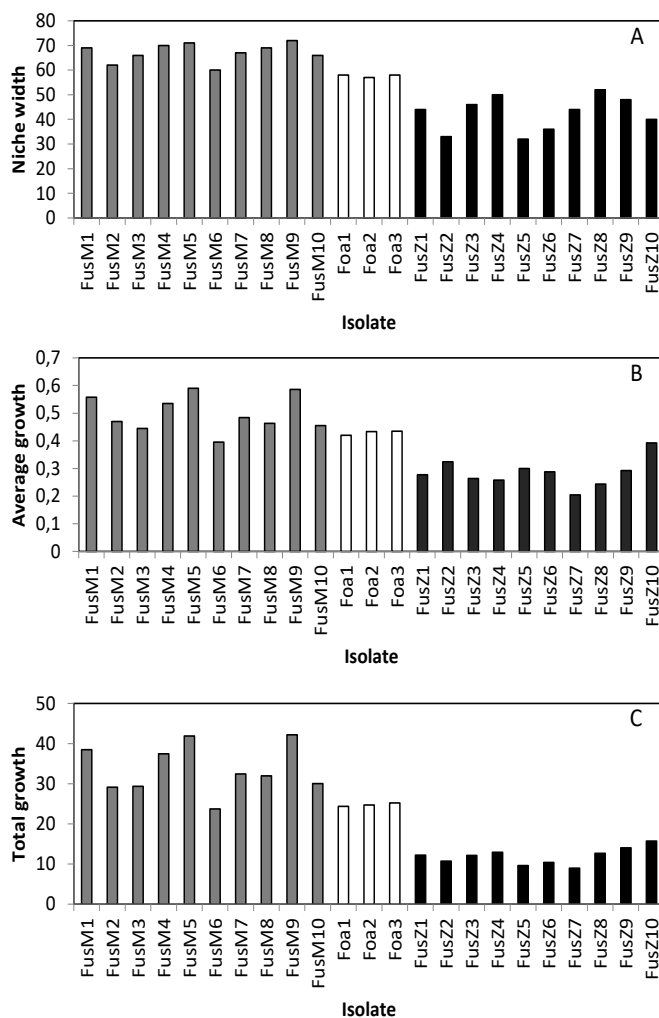 A
Niche width
80
70
60
50
40
30
20
10
0
FusM1 FusM2 FusM3 FusM4 FusM5 FusM6 FusM7 FusM8 FusM9 FusM10 Foa1 Foa2 Foa3 FusZ1 FusZ2 FusZ3 FusZ4 FusZ5 FusZ6 FusZ7 FusZ8 FusZ9 FusZ10
Isolate
B
Average growth
0,7
0,6
0,5
0,4
0,3
0,2
0,1
0
FusM1 FusM2 FusM3 FusM4 FusM5 FusM6 FusM7 FusM8 FusM9 FusM10 Foa1 Foa2 Foa3 FusZ1 FusZ2 FusZ3 FusZ4 FusZ5 FusZ6 FusZ7 FusZ8 FusZ9 FusZ10
Isolate
C
Total growth
50
40
30
20
10
0
FusM1 FusM2 FusM3 FusM4 FusM5 FusM6 FusM7 FusM8 FusM9 FusM10 Foa1 Foa2 Foa3 FusZ1 FusZ2 FusZ3 FusZ4 FusZ5 FusZ6 FusZ7 FusZ8 FusZ9 FusZ10
Isolate